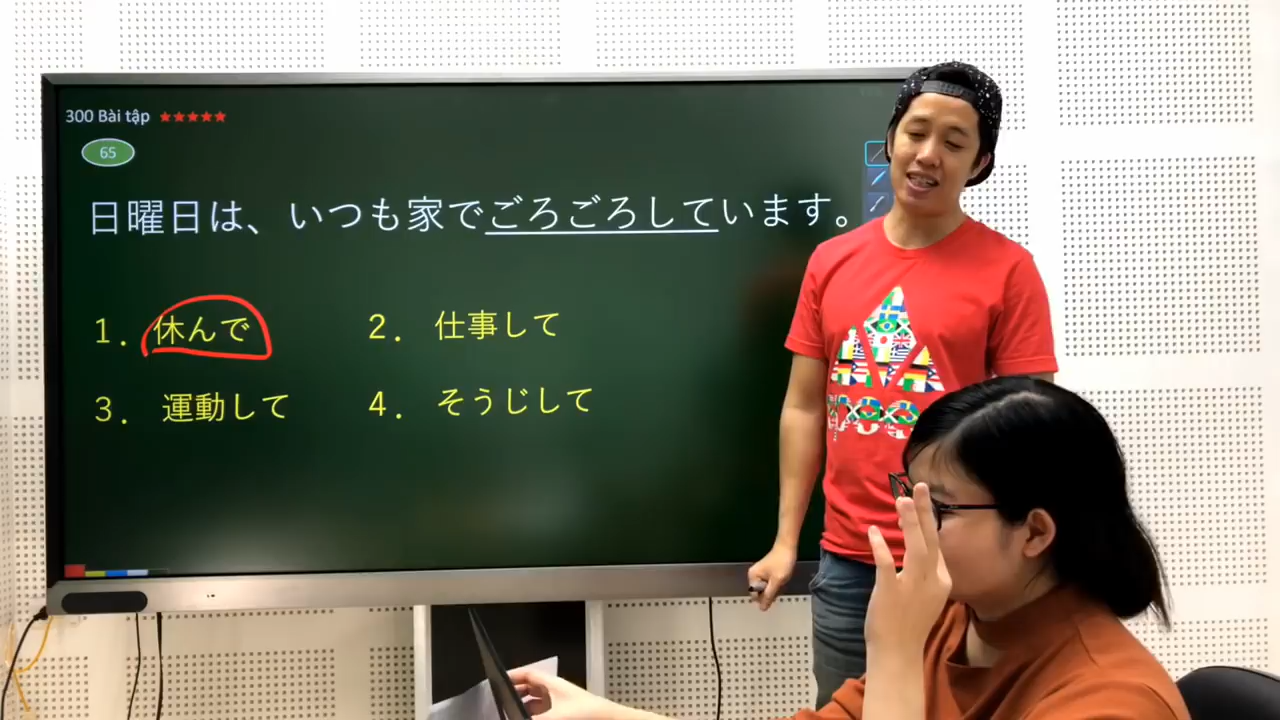 300 Bài tập ★★★★★
65
日曜日は、いつも家でごろごろしています。
1. 休んで
2. 仕事して
3. 運動して
4. そうじして